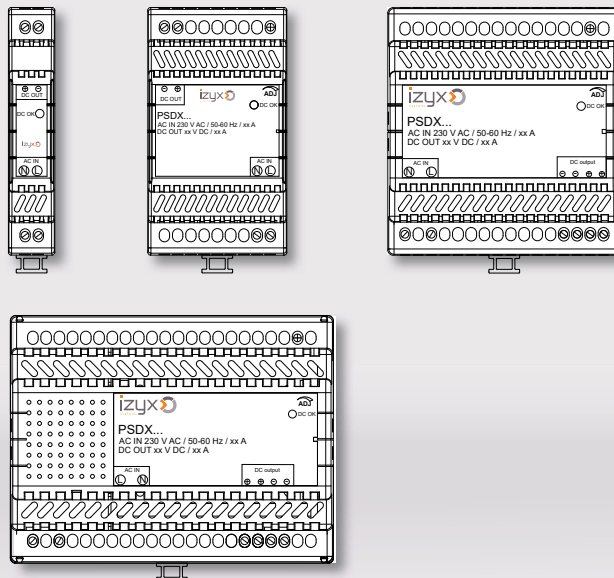 DC OUT
DC OK
izyx
AC IN
N L
DC OUT
izyx
ADJ
DC OK
PSDX...
AC IN 230 V AC / 50-60 Hz / xx A
DC OUT xx V DC / xx A
AC IN
N L
izyx
ADJ
DC OK
PSDX...
AC IN 230 V AC / 50-60 Hz / xx A
DC OUT xx V DC / xx A
AC IN
N L
DC output
izyx
ADJ
DC OK
PSDX...
AC IN 230 V AC / 50-60 Hz / xx A
DC OUT xx V DC / xx A
AC IN
L N
DC output